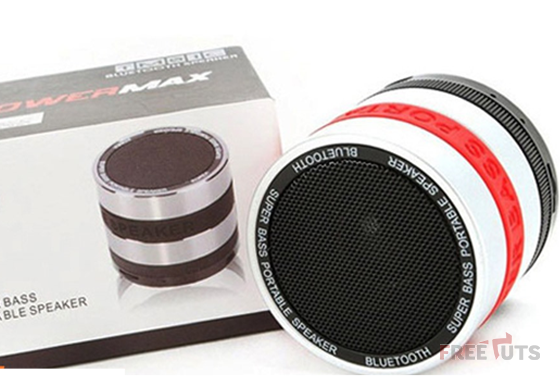 OWERMAX
BLUETOOTH SPEAKER
SPEAKER
BASS
BLE SPEAKER
BLUETOOTH
SUPER BASS PORTABLE SPEAKER
BLUETOOTH
SUPER BASS PORTABLE SPEAKER
BASS PORTA
FREETUTS